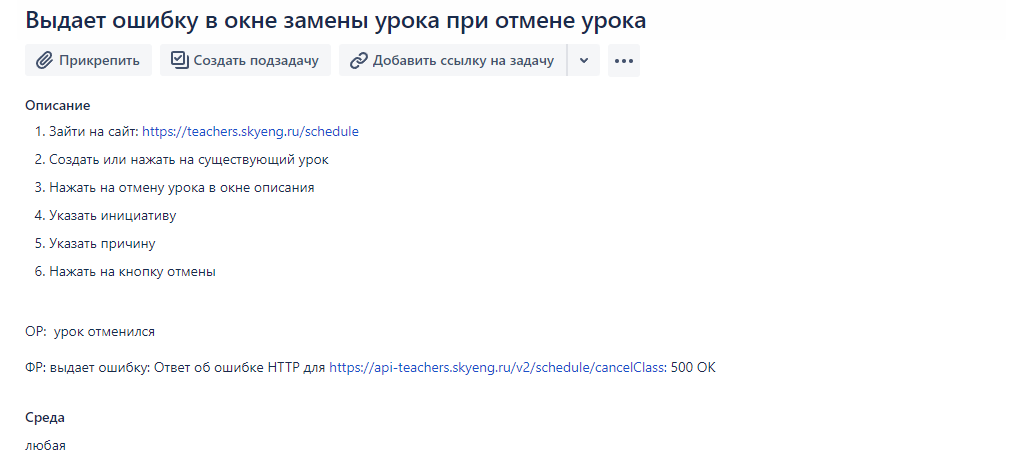 Выдает ошибку в окне замены урока при отмене урока
Прикрепить Создать подзадачу Добавить ссылку на задачу
Описание
1. Зайти на сайт: https://teachers.skyeng.ru/schedule
2. Создать или нажать на существующий урок
3. Нажать на отмену урока в окне описания
4. Указать инициативу
5. Указать причину
6. Нажать на кнопку отмены
ОР: урок отменился
ФР: выдает ошибку: Ответ об ошибке HTTP для https://api-teachers.skyeng.ru/v2/schedule/cancelClass: 500 OK
Среда
любая